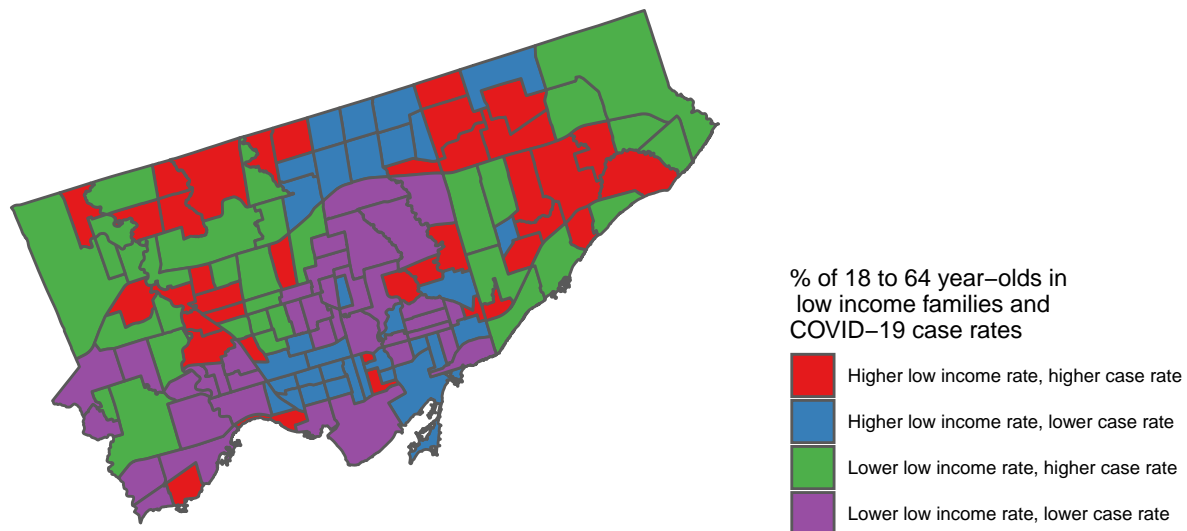 % of 18 to 64 year−olds in
low income families and
COVID−19 case rates
Higher low income rate, higher case rate
Higher low income rate, lower case rate
Lower low income rate, higher case rate
Lower low income rate, lower case rate